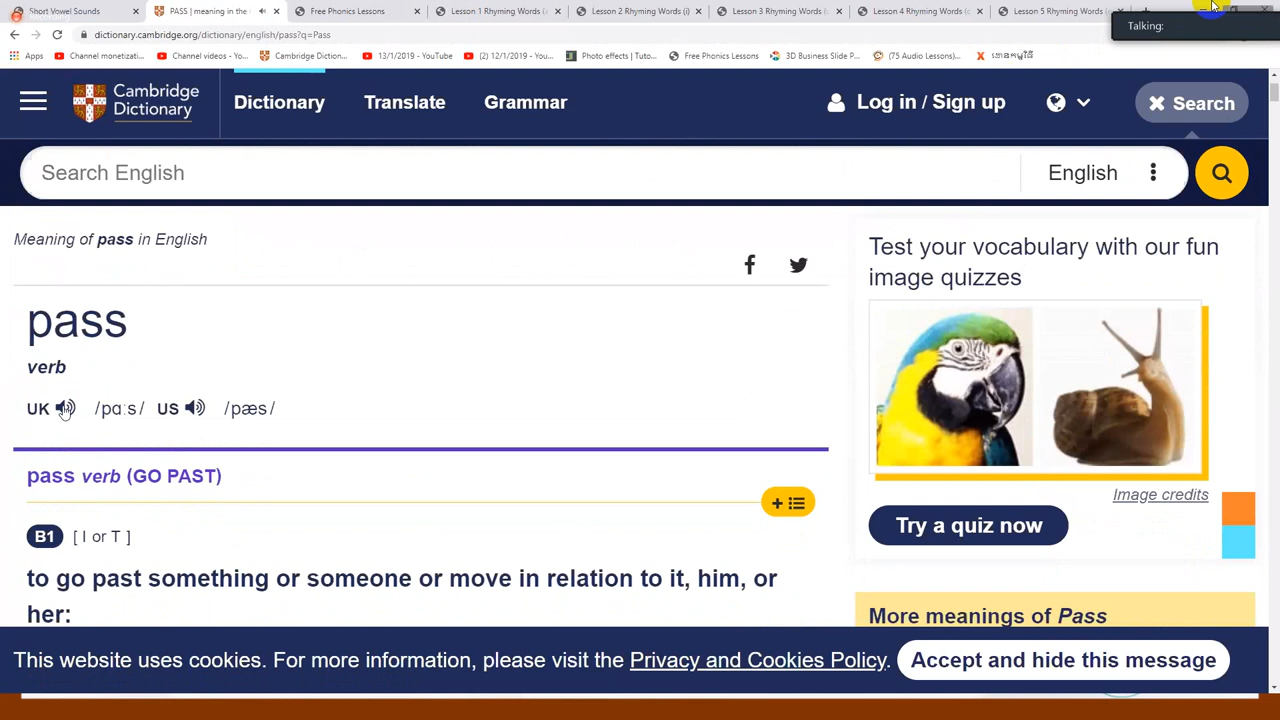 Short Vowel Sounds
PASS | meaning in the
Free Phonics Lessons
Lesson 1 Rhyming Words (
Lesson 2 Rhyming Words (i)
Lesson 3 Rhyming Words (
Lesson 4 Rhyming Words (
Lesson 5 Rhyming Words
Recording
Talking:
dictionary.cambridge.org/dictionary/english/pass?q=Pass
Apps
Channel monetizati...
Channel videos - Yo...
Cambridge Diction...
13/1/2019 - YouTube
(2) 12/1/2019 - You...
Photo effects | Tuto...
Free Phonics Lessons
3D Business Slide P...
(75 Audio Lessons)...
Cambridge
Dictionary
Dictionary
Translate
Grammar
Log in / Sign up
Search
Search English
English
Meaning of pass in English
pass
verb
UK /pɑːs/ US /pæs/
pass verb (GO PAST)
B1 [ I or T ]
to go past something or someone or move in relation to it, him, or
her:
Test your vocabulary with our fun
image quizzes
Image credits
Try a quiz now
More meanings of Pass
This website uses cookies. For more information, please visit the Privacy and Cookies Policy.
Accept and hide this message